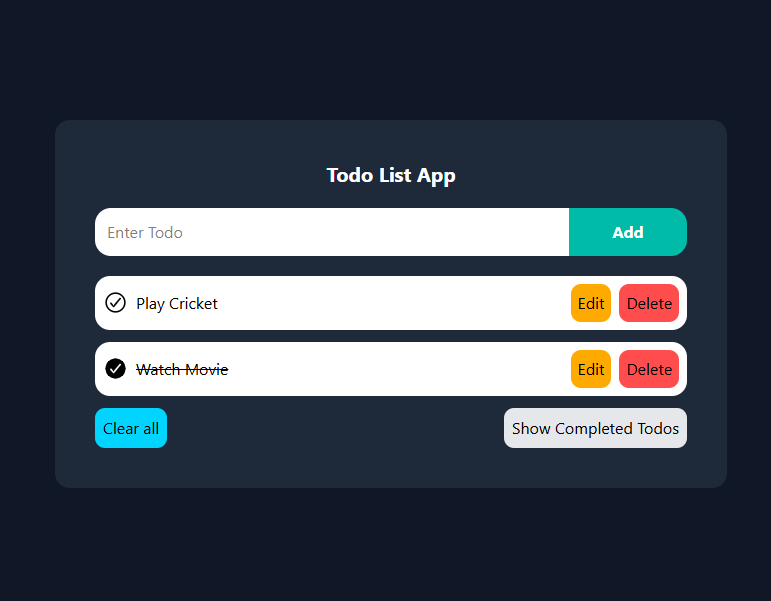 Todo List App
Enter Todo Add
Play Cricket Edit Delete
Watch Movie Edit Delete
Clear all Show Completed Todos